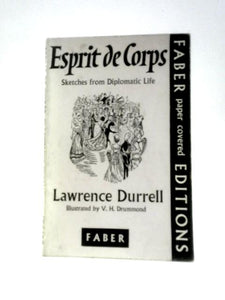 Esprit de Corps
Sketches from Diplomatic Life
Lawrence Durrell
Illustrated by V. H. Drummond
FABER
FABER paper covered EDITIONS